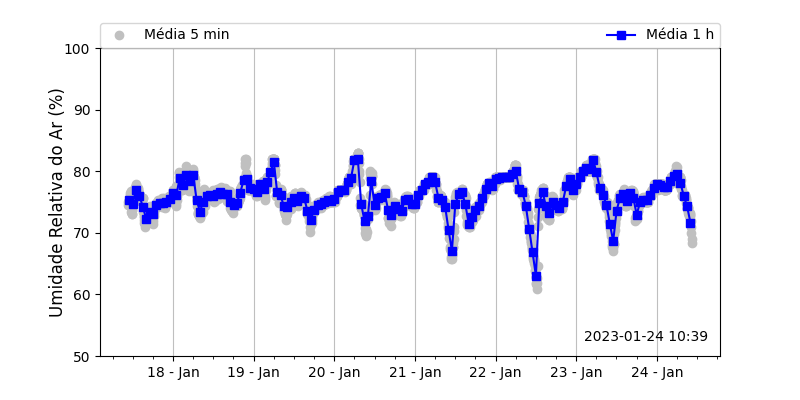 Média 5 min
Média 1 h
Umidade Relativa do Ar (%)
100
90
80
70
60
50
2023-01-24 10:39
18 - Jan
19 - Jan
20 - Jan
21 - Jan
22 - Jan
23 - Jan
24 - Jan